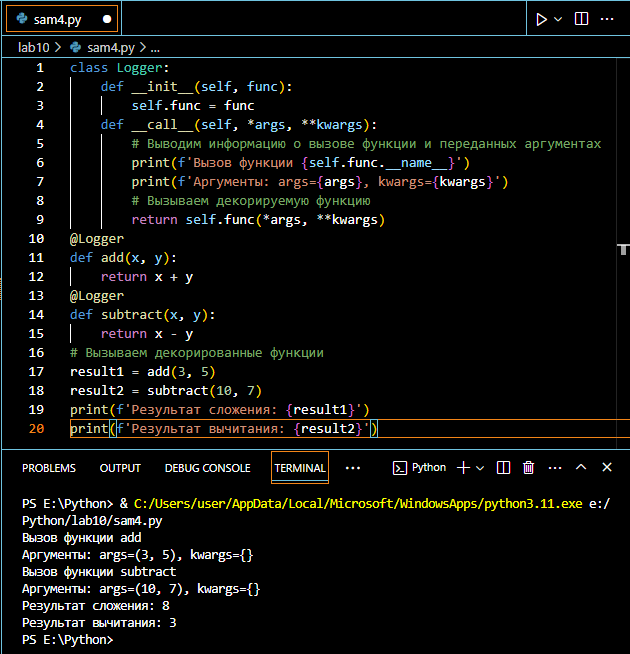 sam4.py
lab10 > sam4.py > ...
1 class Logger:
2     def __init__(self, func):
3         self.func = func
4     def __call__(self, *args, **kwargs):
5         # Выводим информацию о вызове функции и переданных аргументах
6         print(f'Вызов функции {self.func.__name__}')
7         print(f'Аргументы: args={args}, kwargs={kwargs}')
8         # Вызываем декорируемую функцию
9         return self.func(*args, **kwargs)
10 @Logger
11 def add(x, y):
12     return x + y
13 @Logger
14 def subtract(x, y):
15     return x - y
16 # Вызываем декорированные функции
17 result1 = add(3, 5)
18 result2 = subtract(10, 7)
19 print(f'Результат сложения: {result1}')
20 print(f'Результат вычитания: {result2}')
PROBLEMS OUTPUT DEBUG CONSOLE TERMINAL ... Python
PS E:\Python> & C:/Users/user/AppData/Local/Microsoft/WindowsApps/python3.11.exe e:/
Python/lab10/sam4.py
Вызов функции add
Аргументы: args=(3, 5), kwargs={}
Вызов функции subtract
Аргументы: args=(10, 7), kwargs={}
Результат сложения: 8
Результат вычитания: 3
PS E:\Python>